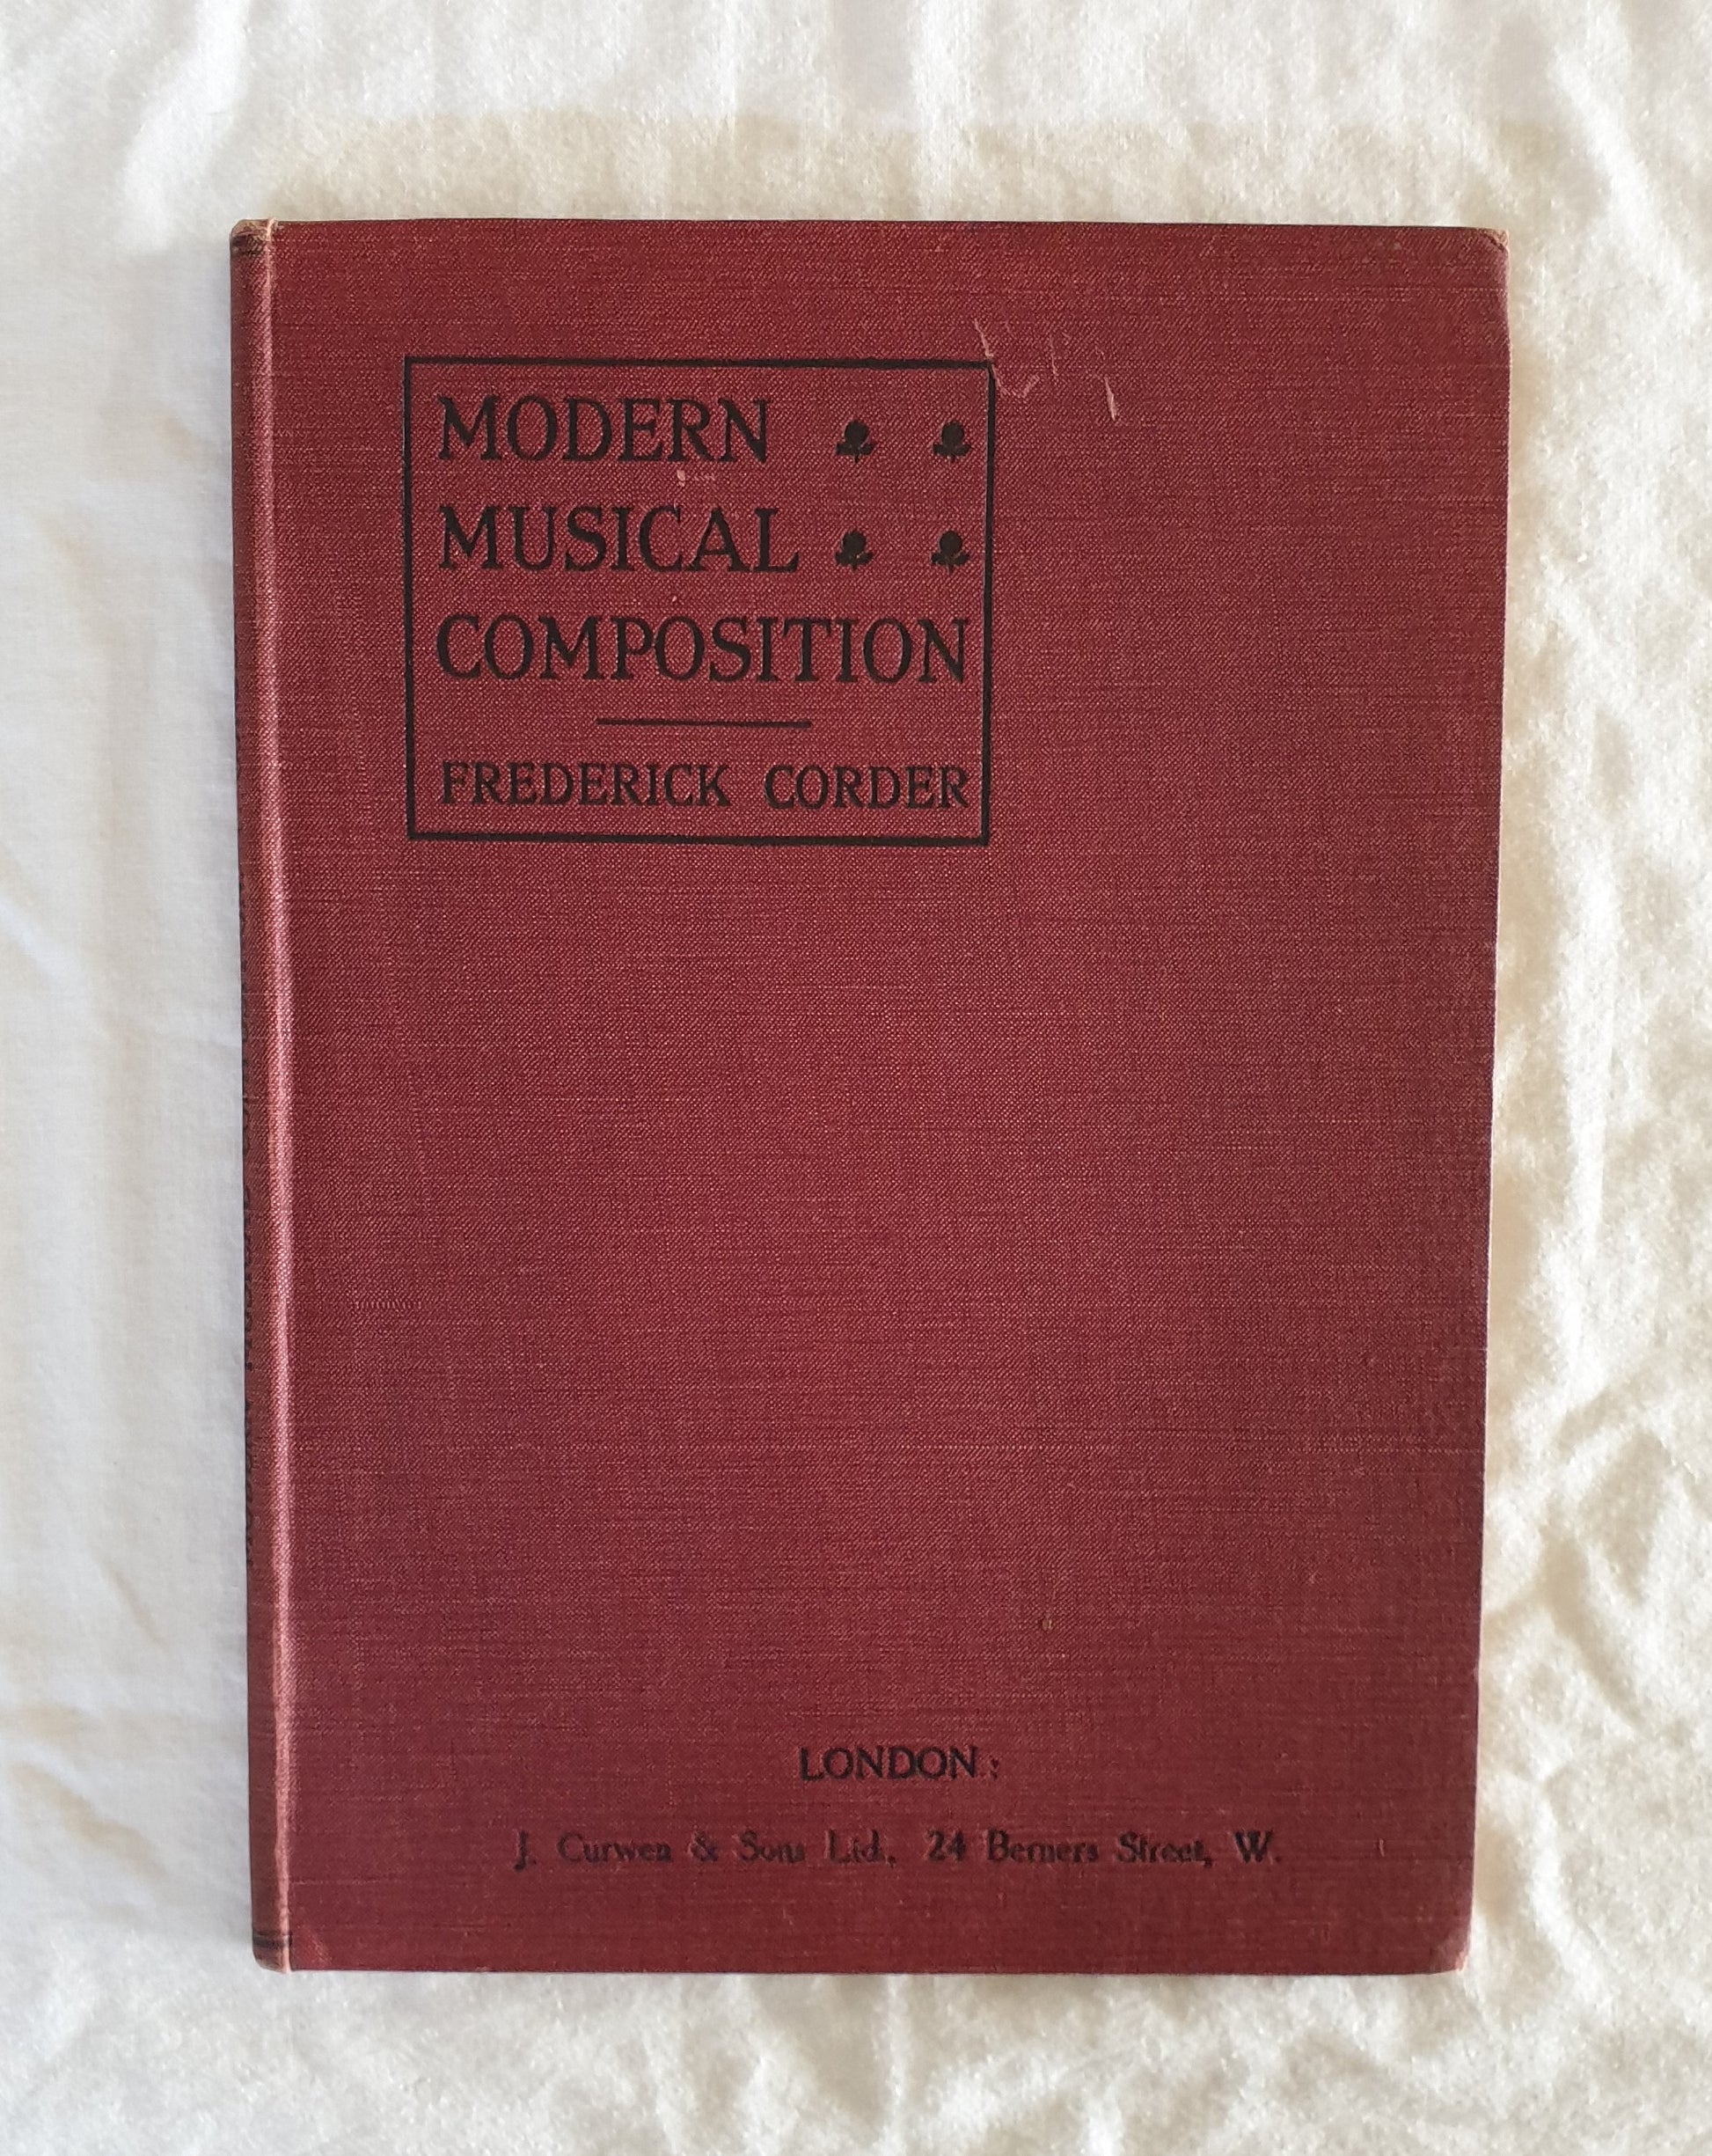 MODERN
MUSICAL
COMPOSITION
FREDERICK CORDER
LONDON:
J. Curwen & Sons Ltd., 24 Berners Street, W.